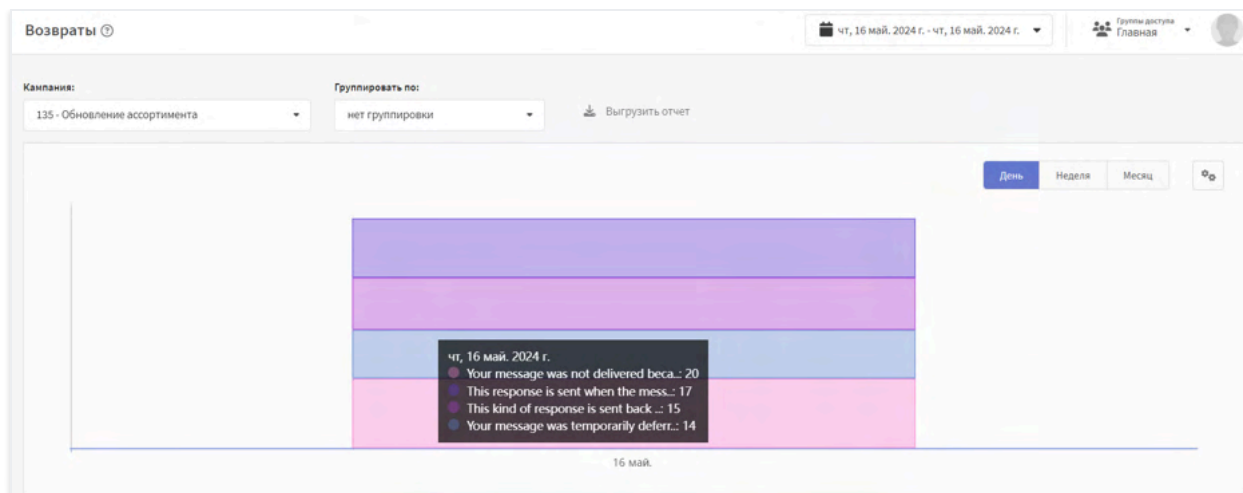 Возвраты ?
чт, 16 май. 2024 г. - чт, 16 май. 2024 г.
Группы доступа
Главная
Кампания:
Группировать по:
135 - Обновление ассортимента
нет группировки
Выгрузить отчет
День
Неделя
Месяц
чт, 16 май. 2024 г.
Your message was not delivered beca..: 20
This response is sent when the mess..: 17
This kind of response is sent back ..: 15
Your message was temporarily deferr..: 14
16 май.